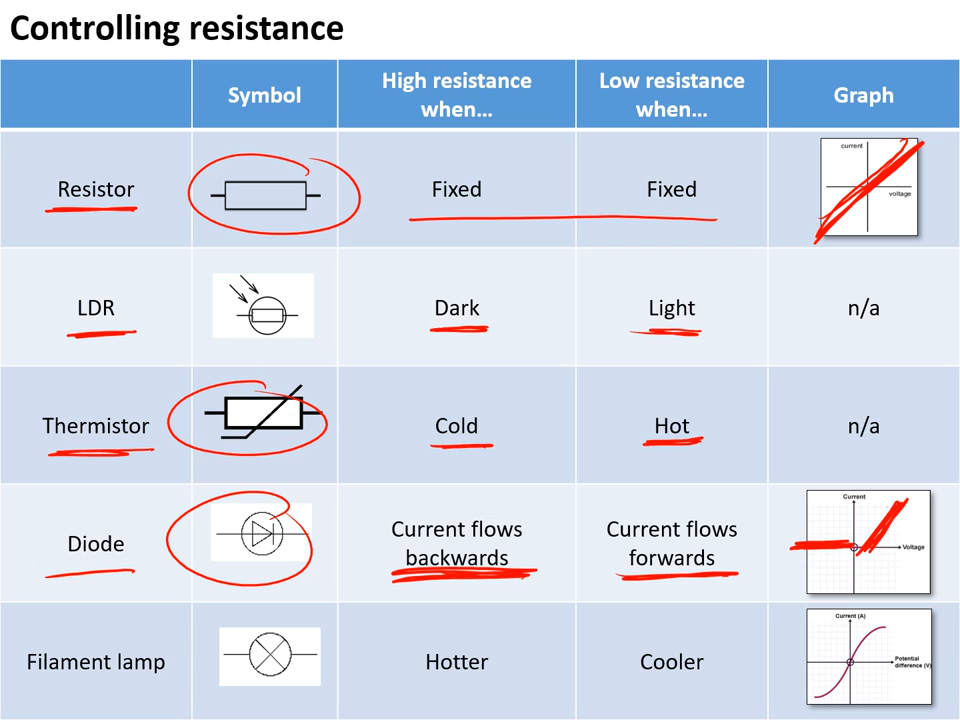 Controlling resistance
Symbol
High resistance
when...
Low resistance
when...
Graph
Resistor
Fixed
Fixed
current
voltage
LDR
Dark
Light
n/a
Thermistor
Cold
Hot
n/a
Diode
Current flows
backwards
Current flows
forwards
Current
Voltage
Filament lamp
Hotter
Cooler
Current (A)
Potential
difference (V)